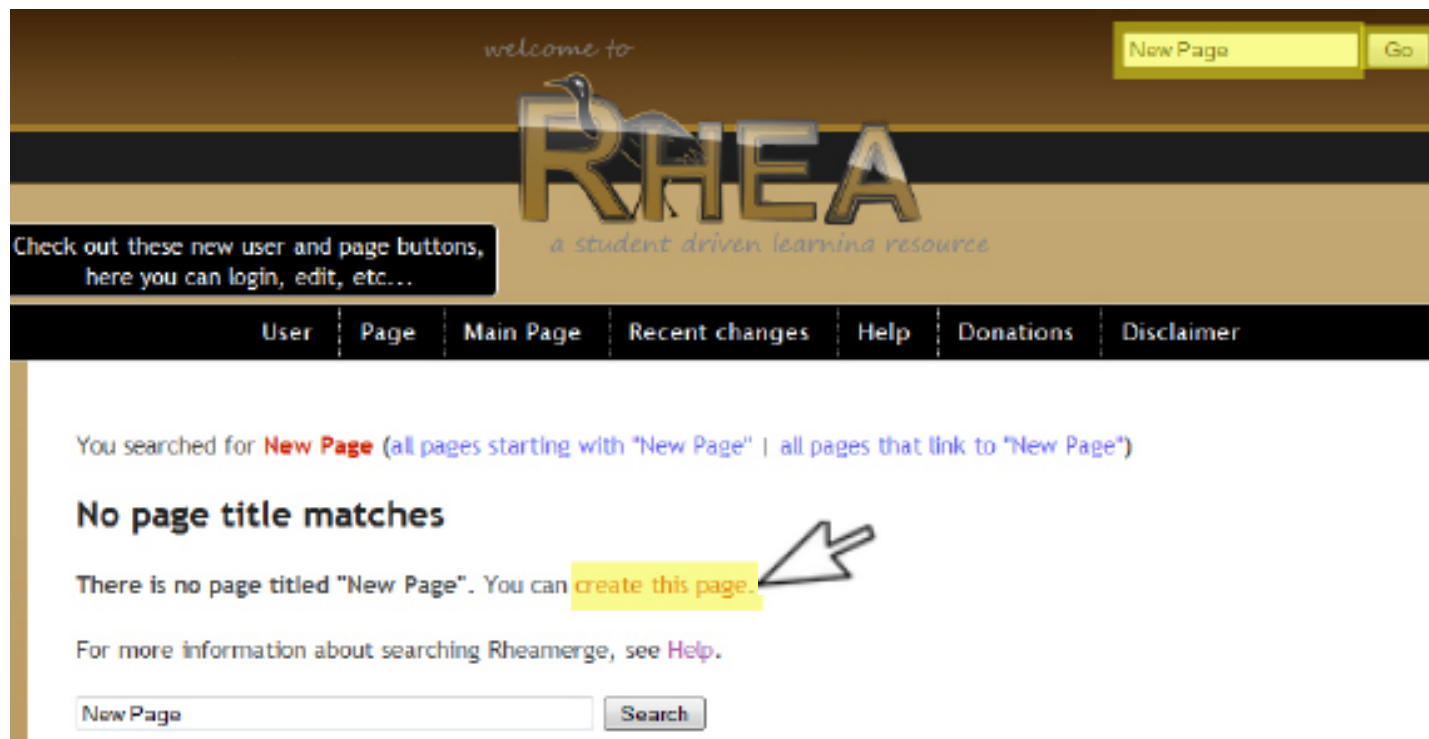 welcome to
New Page Go
RHEA
a student driven learning resource
Check out these new user and page buttons,
here you can login, edit, etc...
User Page Main Page Recent changes Help Donations Disclaimer
You searched for New Page (all pages starting with "New Page" | all pages that link to "New Page")
No page title matches
There is no page titled "New Page". You can create this page.
For more information about searching Rheamerge, see Help.
New Page Search